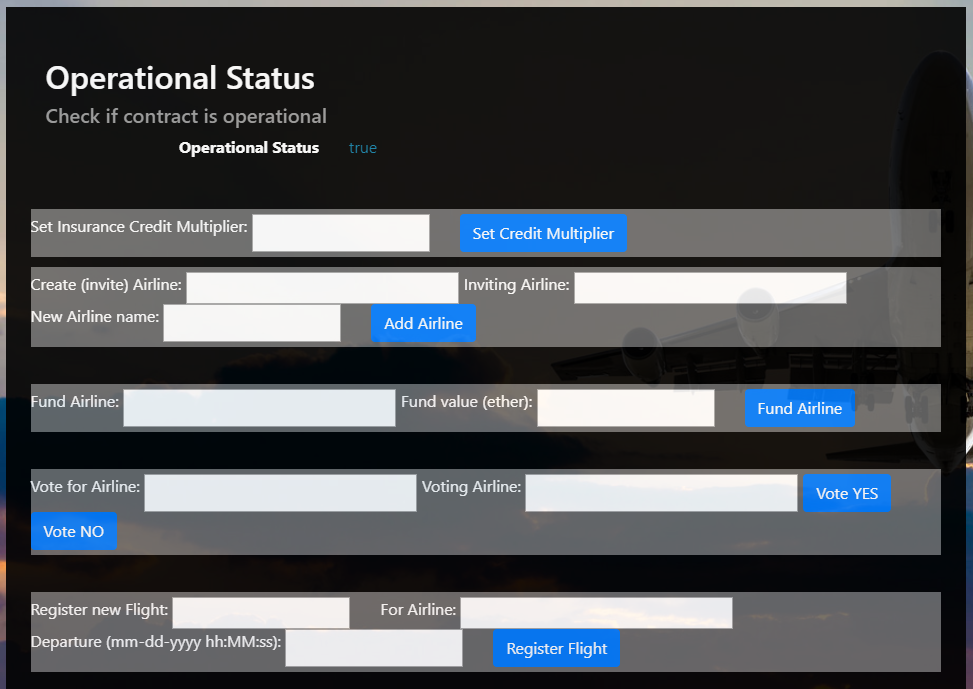 Operational Status
Check if contract is operational
Operational Status true
Set Insurance Credit Multiplier: Set Credit Multiplier
Create (invite) Airline: Inviting Airline:
New Airline name: Add Airline
Fund Airline: Fund value (ether): Fund Airline
Vote for Airline: Voting Airline: Vote YES
Vote NO
Register new Flight: For Airline:
Departure (mm-dd-yyyy hh:MM:ss): Register Flight